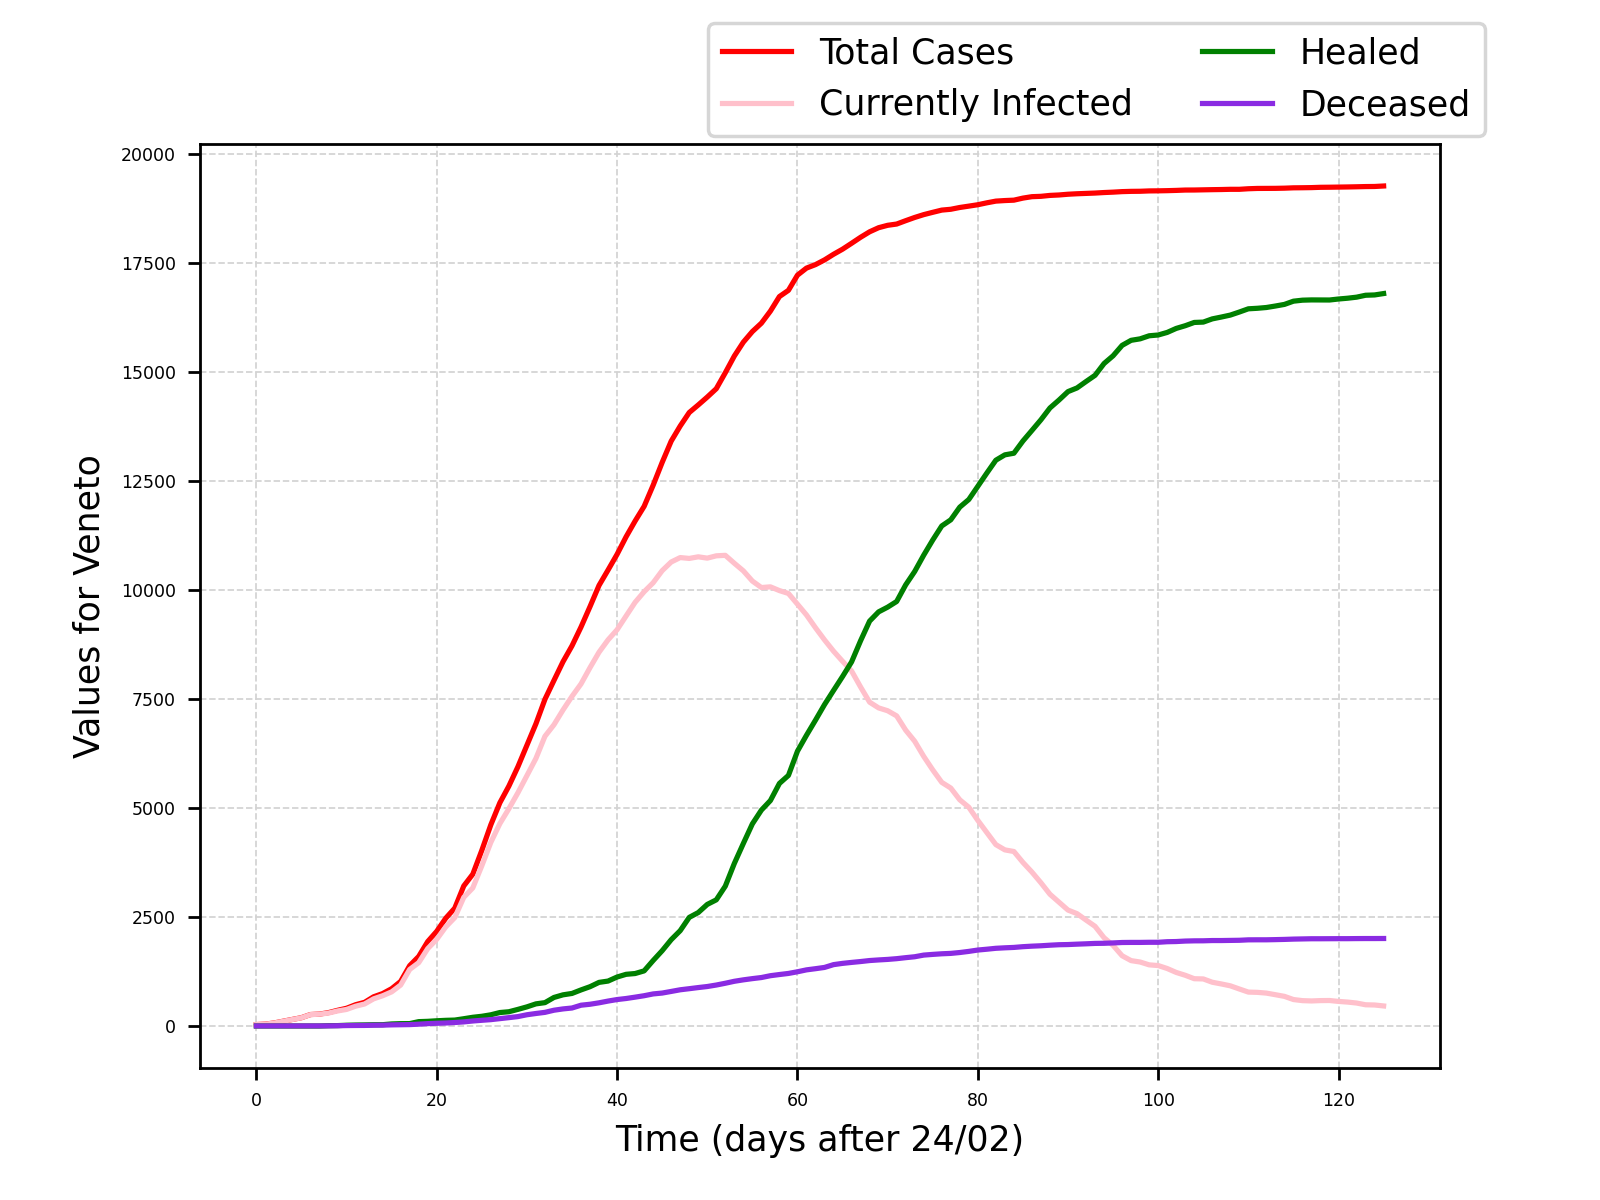 Total Cases
Currently Infected
Healed
Deceased
20000
17500
15000
12500
10000
7500
5000
2500
0
Values for Veneto
0 20 40 60 80 100 120
Time (days after 24/02)